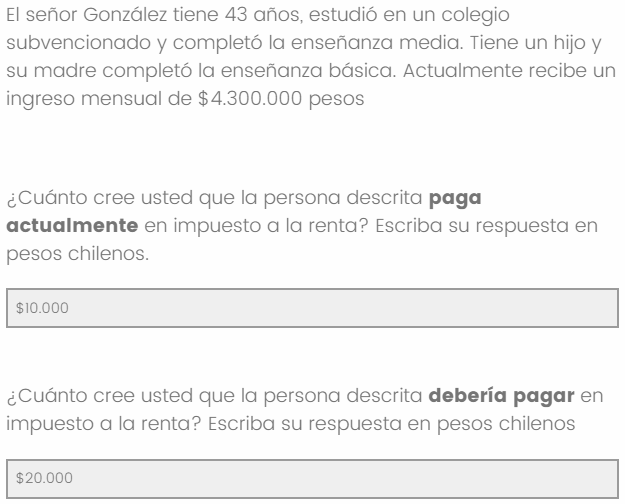 El señor González tiene 43 años, estudió en un colegio
subvencionado y completó la enseñanza media. Tiene un hijo y
su madre completó la enseñanza básica. Actualmente recibe un
ingreso mensual de $4.300.000 pesos
¿Cuánto cree usted que la persona descrita paga
actualmente en impuesto a la renta? Escriba su respuesta en
pesos chilenos.
$10.000
¿Cuánto cree usted que la persona descrita debería pagar en
impuesto a la renta? Escriba su respuesta en pesos chilenos
$20.000